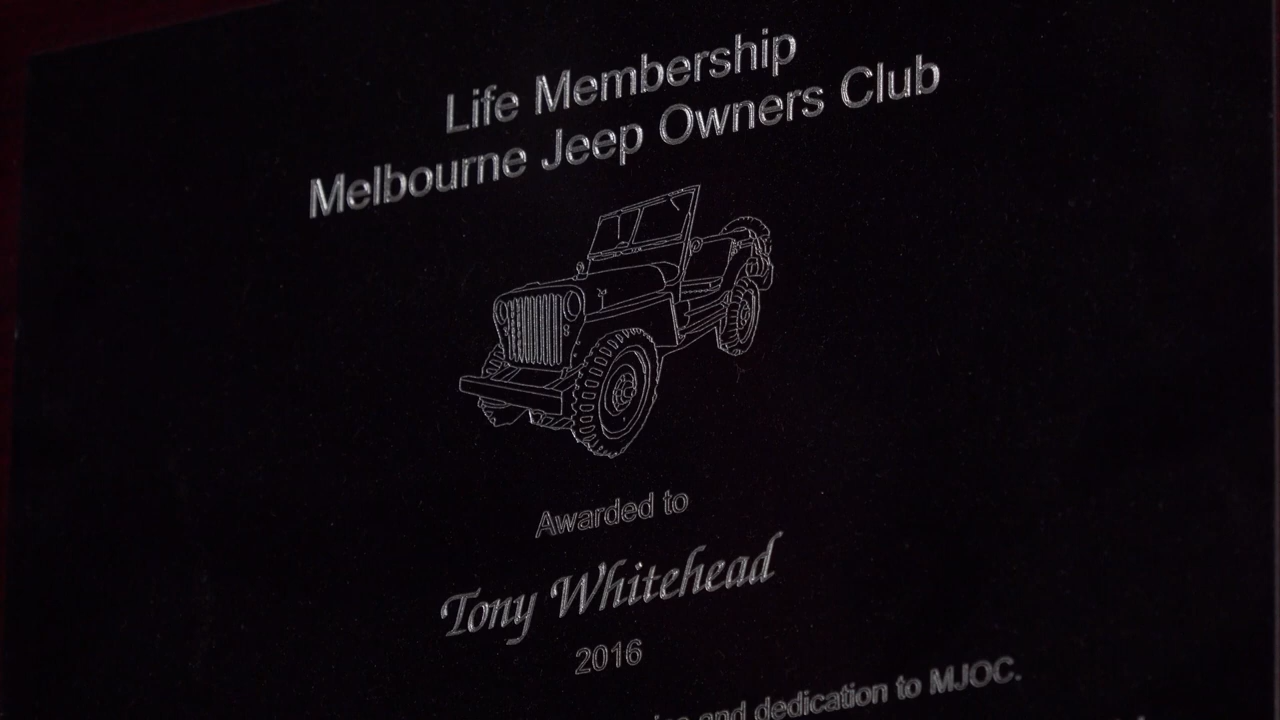 Life Membership
Melbourne Jeep Owners Club
Awarded to
Tony Whitehead
2016
and dedication to MJOC.